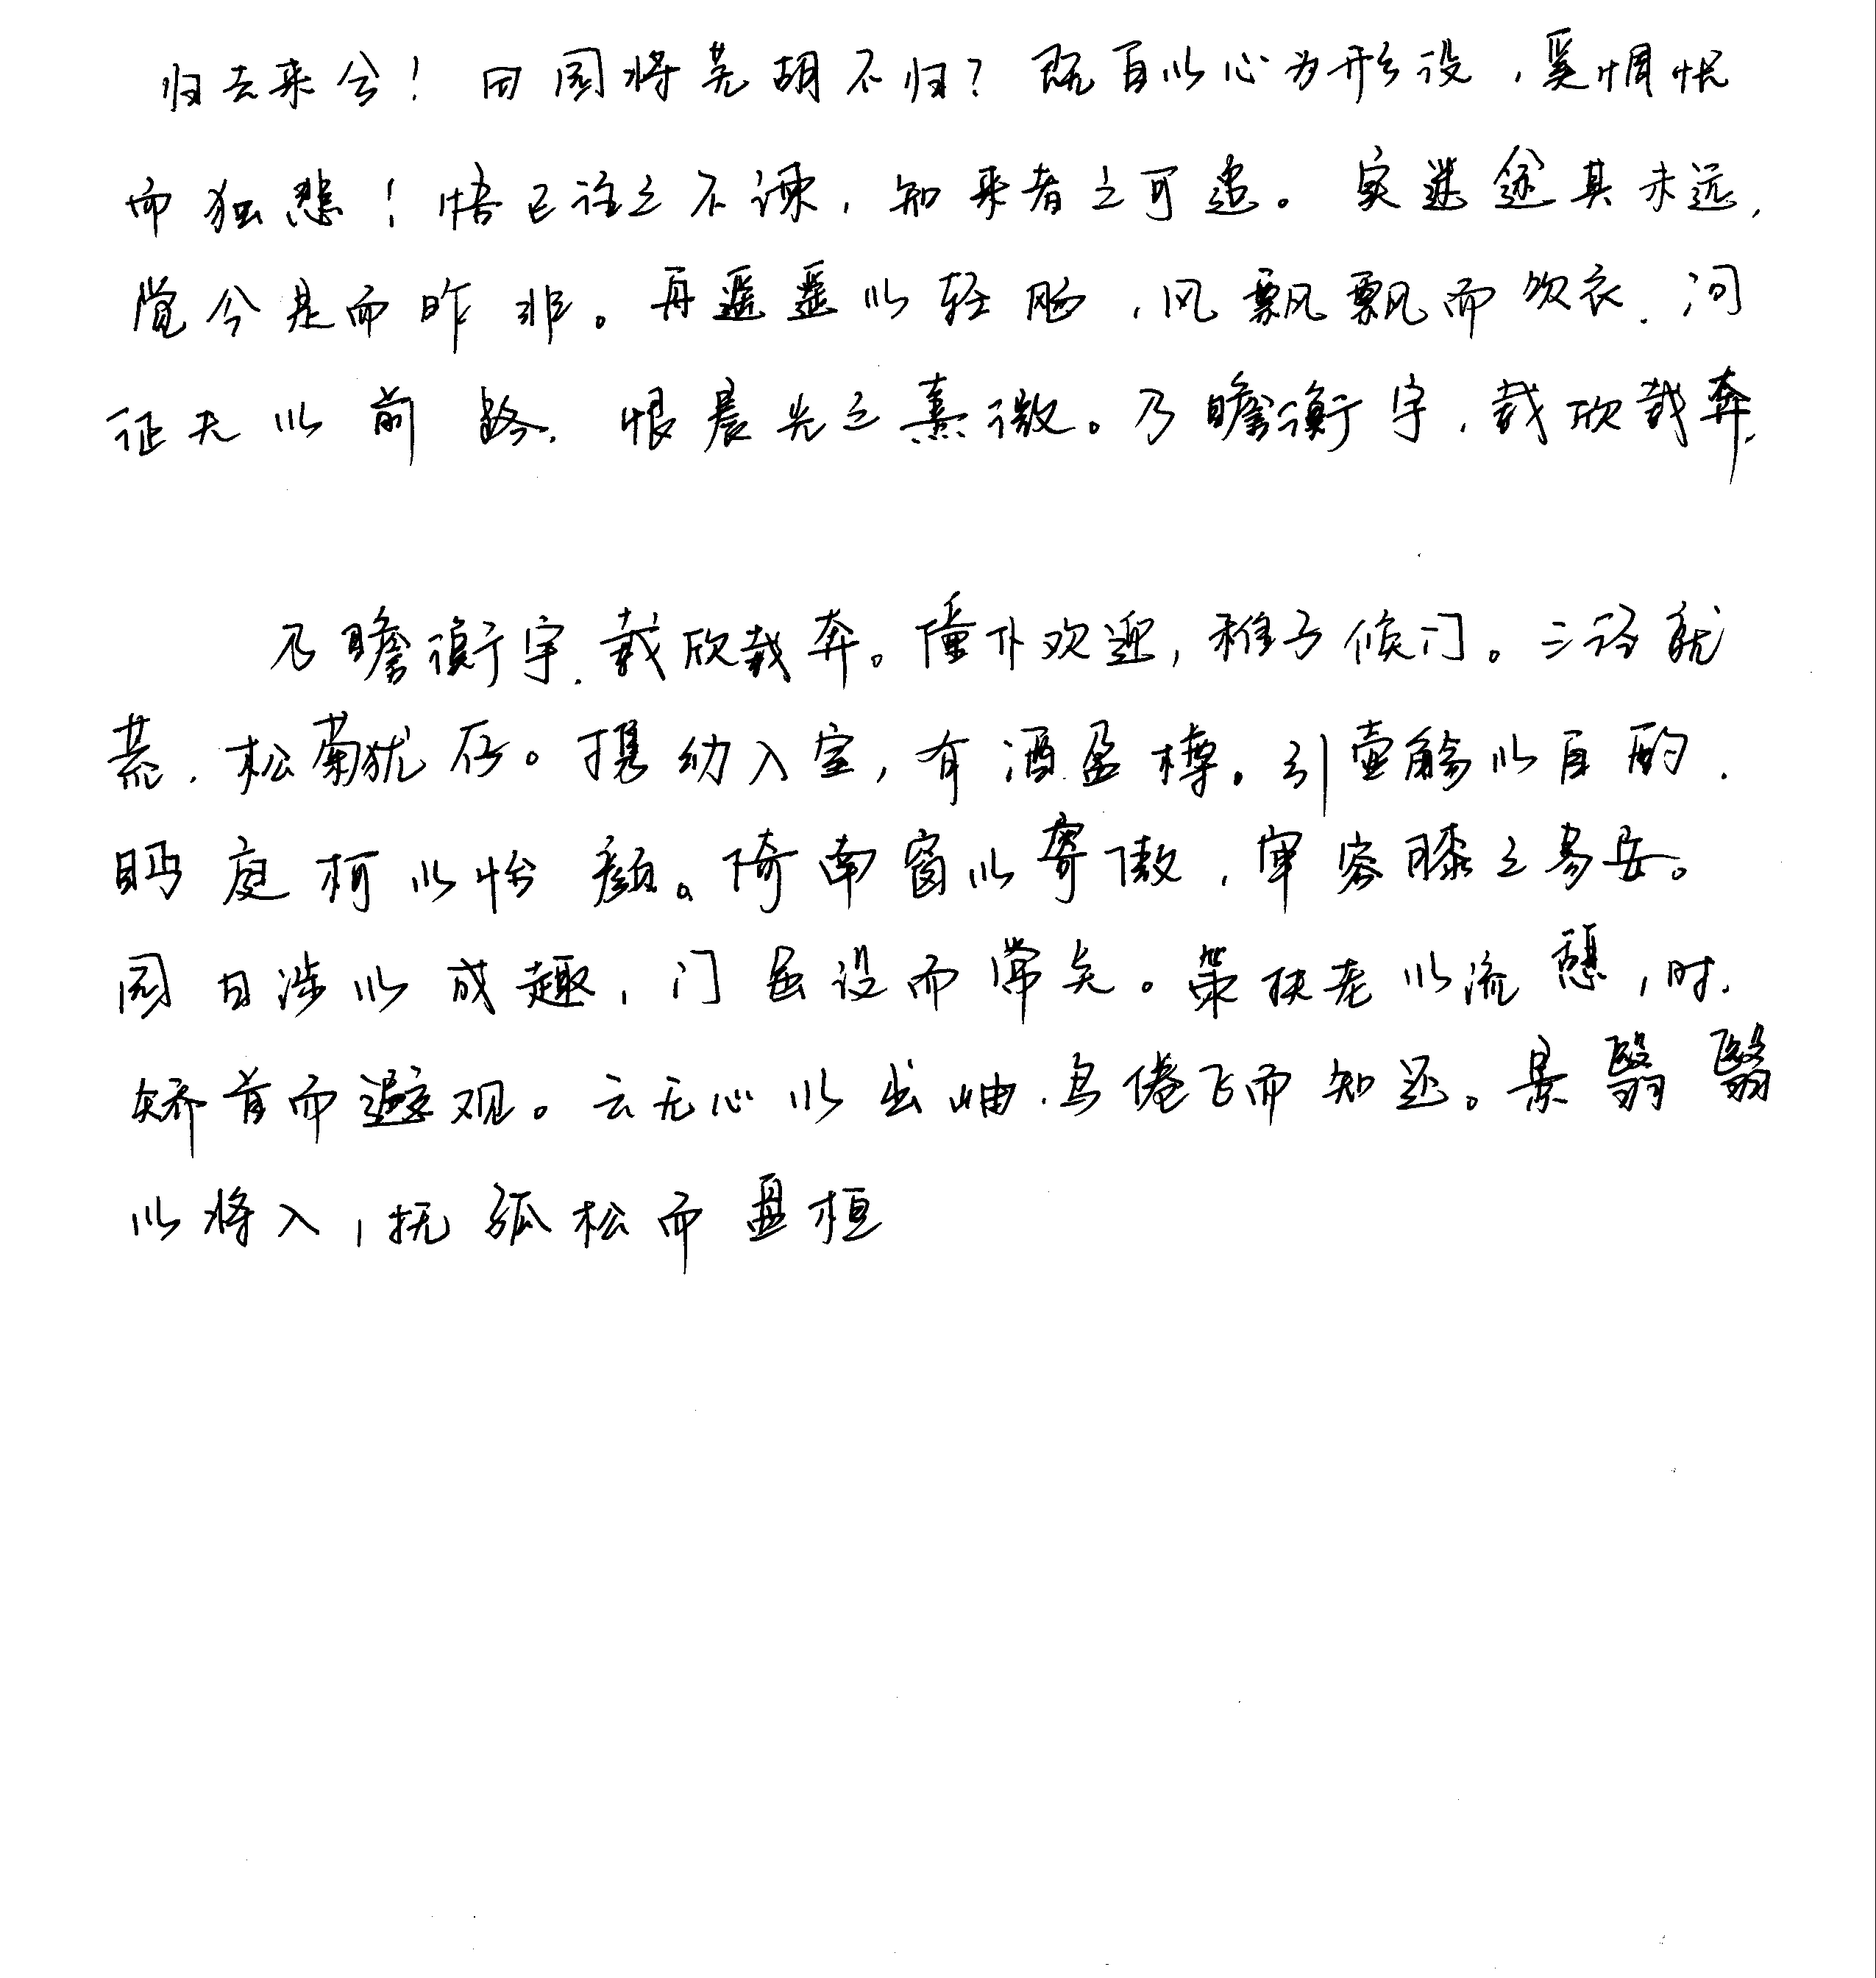 归去来兮！田园将芜胡不归？既自以心为形役，奚惆怅
而独悲！悟已往之不谏，知来者之可追。实迷途其未远，
觉今是而昨非。舟遥遥以轻飏，风飘飘而吹衣，问
征夫以前路，恨晨光之熹微。乃瞻衡宇，载欣载奔，
乃瞻衡宇，载欣载奔。僮仆欢迎，稚子候门。三径就
荒，松菊犹存。携幼入室，有酒盈樽。引壶觞以自酌，
眄庭柯以怡颜。倚南窗以寄傲，审容膝之易安。
园日涉以成趣，门虽设而常关。策扶老以流憩，时
矫首而遐观。云无心以出岫，鸟倦飞而知还。景翳翳
以将入，抚孤松而盘桓